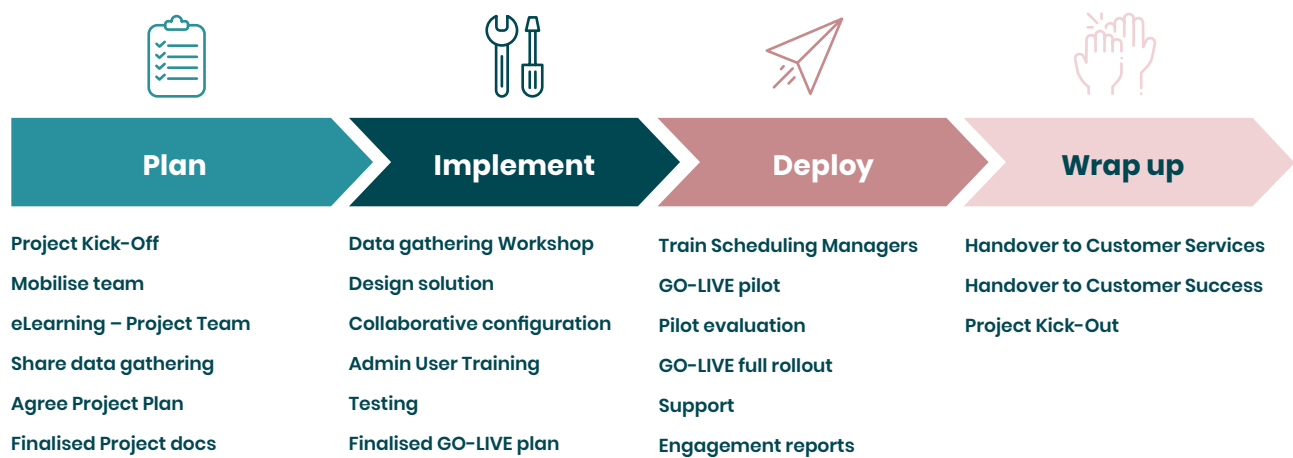 Plan
Implement
Deploy
Wrap up
Project Kick-Off
Mobilise team
eLearning – Project Team
Share data gathering
Agree Project Plan
Finalised Project docs
Data gathering Workshop
Design solution
Collaborative configuration
Admin User Training
Testing
Finalised GO-LIVE plan
Train Scheduling Managers
GO-LIVE pilot
Pilot evaluation
GO-LIVE full rollout
Support
Engagement reports
Handover to Customer Services
Handover to Customer Success
Project Kick-Out